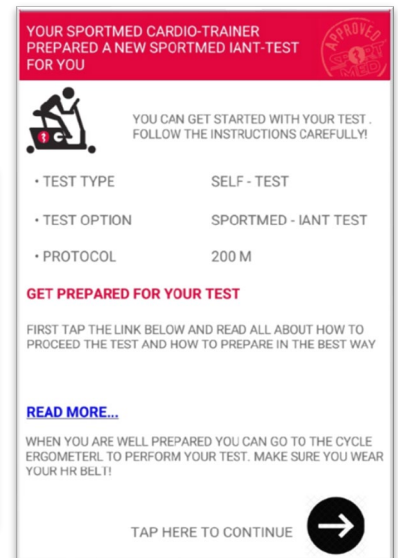 YOUR SPORTMED CARDIO-TRAINER
PREPARED A NEW SPORTMED IANT-TEST
FOR YOU
APPROVED
SPORT
MED
YOU CAN GET STARTED WITH YOUR TEST .
FOLLOW THE INSTRUCTIONS CAREFULLY!
• TEST TYPE SELF - TEST
• TEST OPTION SPORTMED - IANT TEST
• PROTOCOL 200 M
GET PREPARED FOR YOUR TEST
FIRST TAP THE LINK BELOW AND READ ALL ABOUT HOW TO
PROCEED THE TEST AND HOW TO PREPARE IN THE BEST WAY
READ MORE...
WHEN YOU ARE WELL PREPARED YOU CAN GO TO THE CYCLE
ERGOMETERL TO PERFORM YOUR TEST. MAKE SURE YOU WEAR
YOUR HR BELT!
TAP HERE TO CONTINUE